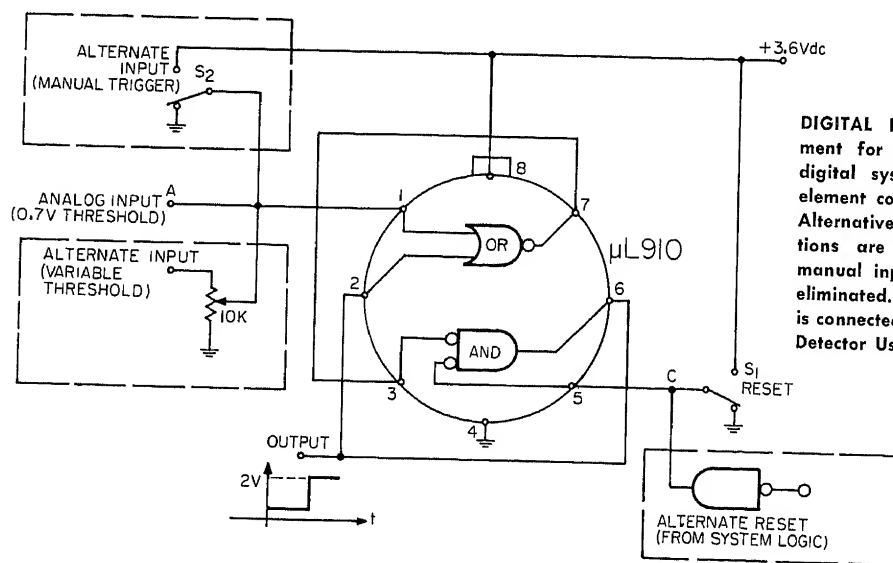 ALTERNATE
INPUT
(MANUAL TRIGGER)
S2
+3.6Vdc
ANALOG INPUT A
(0.7V THRESHOLD)
ALTERNATE INPUT
(VARIABLE
THRESHOLD)
10K
1
2
3
4
5
6
7
8
OR
AND
μL910
C
S1
RESET
OUTPUT
2V
t
ALTERNATE RESET
(FROM SYSTEM LOGIC)
DIGITAL
ment for
digital sys
element co
Alternative
tions are
manual inp
eliminated.
is connected
Detector Us